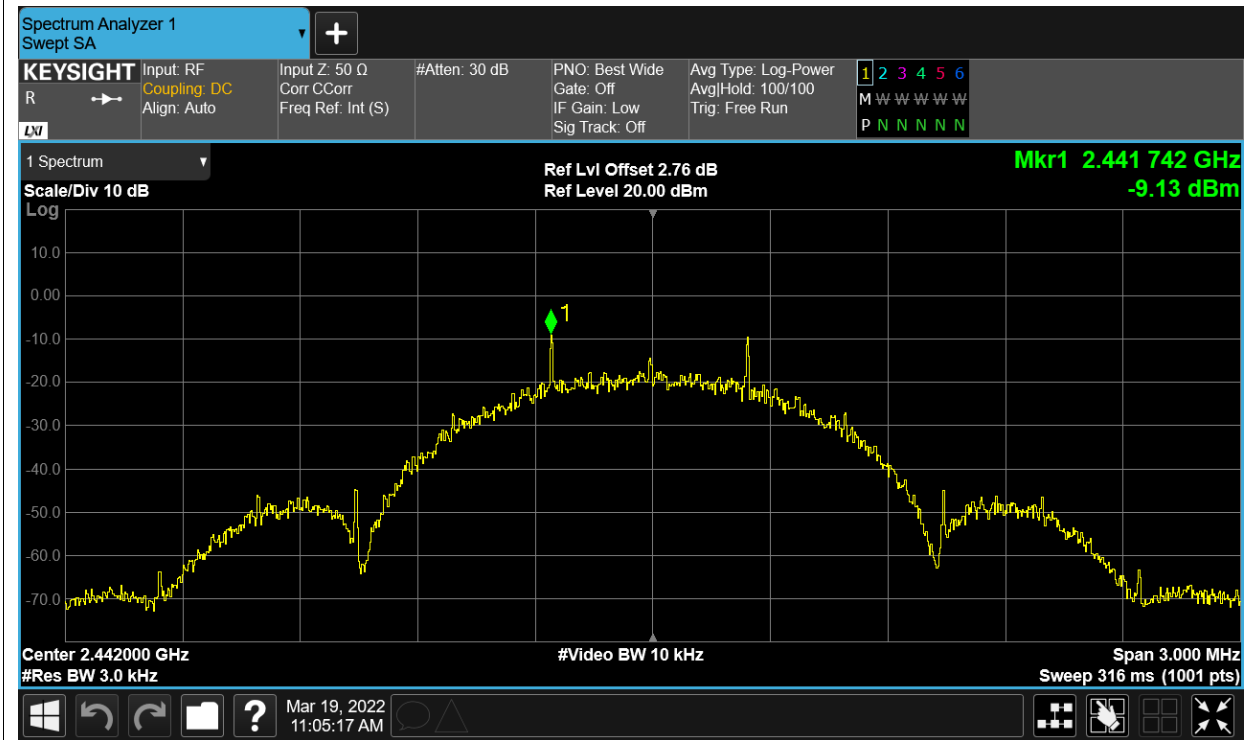 Spectrum Analyzer 1
Swept SA
+
KEYSIGHT
R
LXI
Input: RF
Coupling: DC
Align: Auto
Input Z: 50 Ω
Corr CCorr
Freq Ref: Int (S)
#Atten: 30 dB
PNO: Best Wide
Gate: Off
IF Gain: Low
Sig Track: Off
Avg Type: Log-Power
Avg|Hold: 100/100
Trig: Free Run
1 2 3 4 5 6
M W W W W W
P N N N N N
1 Spectrum
Scale/Div 10 dB
Log
Ref Lvl Offset 2.76 dB
Ref Level 20.00 dBm
Mkr1 2.441 742 GHz
-9.13 dBm
10.0
0.00
-10.0
-20.0
-30.0
-40.0
-50.0
-60.0
-70.0
1
Center 2.442000 GHz
#Res BW 3.0 kHz
#Video BW 10 kHz
Span 3.000 MHz
Sweep 316 ms (1001 pts)
?
Mar 19, 2022
11:05:17 AM